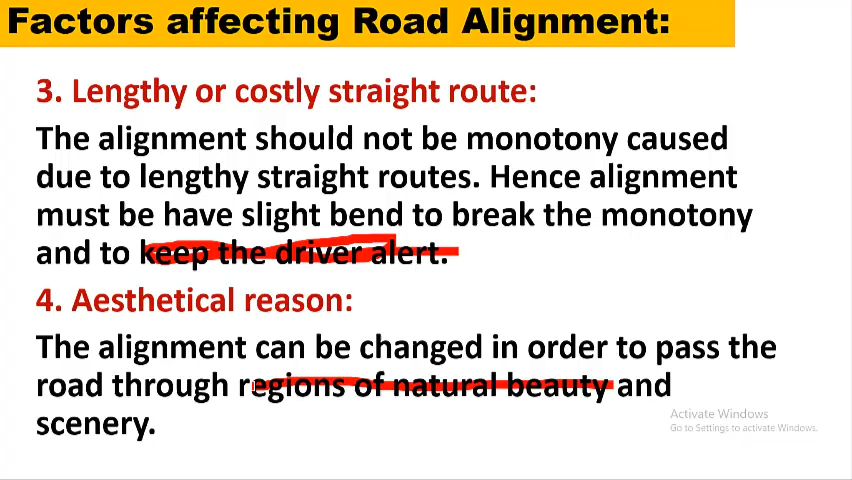 Factors affecting Road Alignment:
3. Lengthy or costly straight route:
The alignment should not be monotony caused
due to lengthy straight routes. Hence alignment
must be have slight bend to break the monotony
and to keep the driver alert.
4. Aesthetical reason:
The alignment can be changed in order to pass the
road through regions of natural beauty and
scenery.
Activate Windows
Go to Settings to activate Windows.